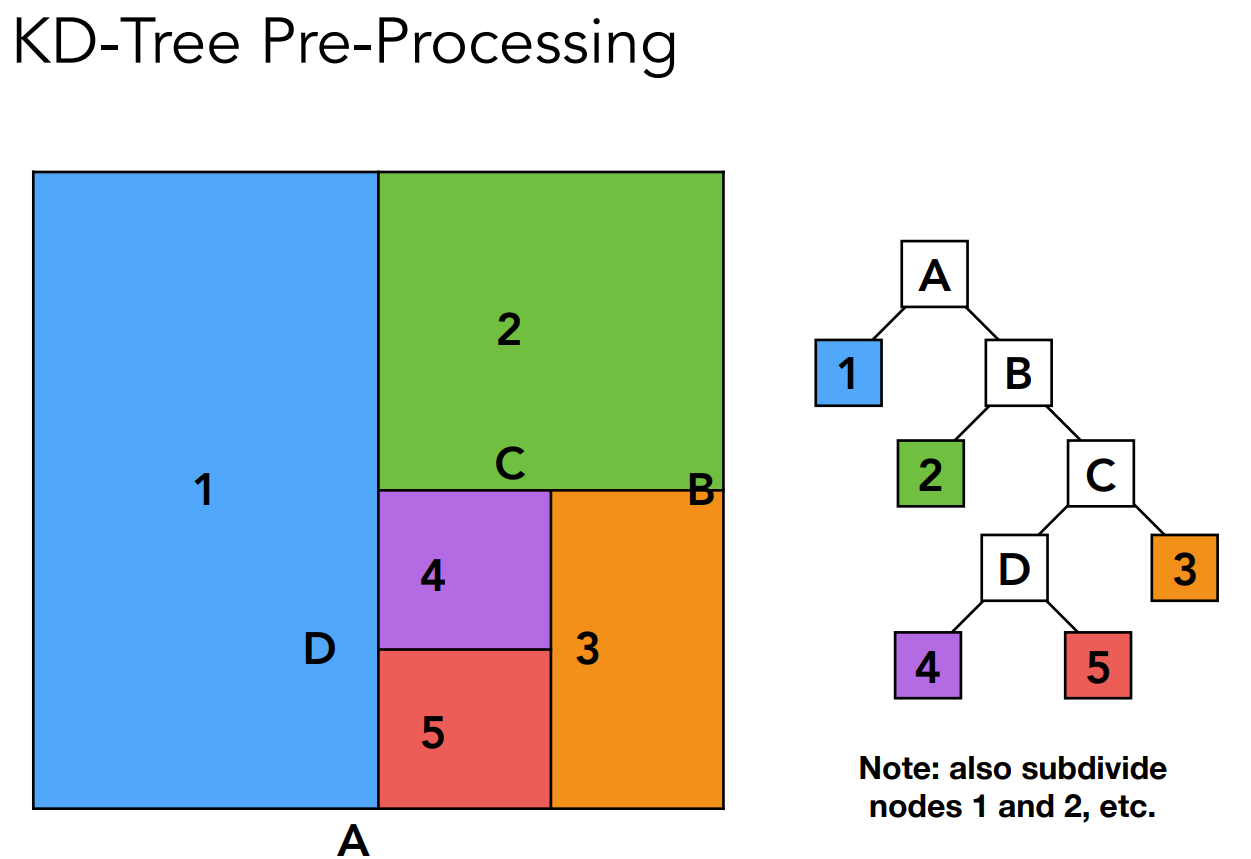 KD-Tree Pre-Processing
2
C
1
B
4
D
3
5
A
A
1
B
2
C
D
3
4
5
Note: also subdivide
nodes 1 and 2, etc.